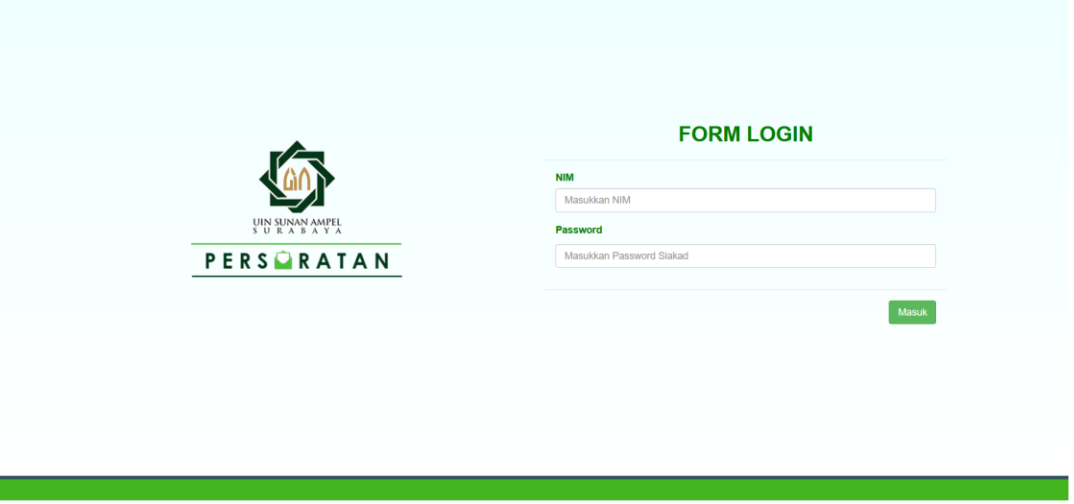 UIN SUNAN AMPEL
SURABAYA
PERSURATAN
FORM LOGIN
NIM
Masukkan NIM
Password
Masukkan Password Siakad
Masuk